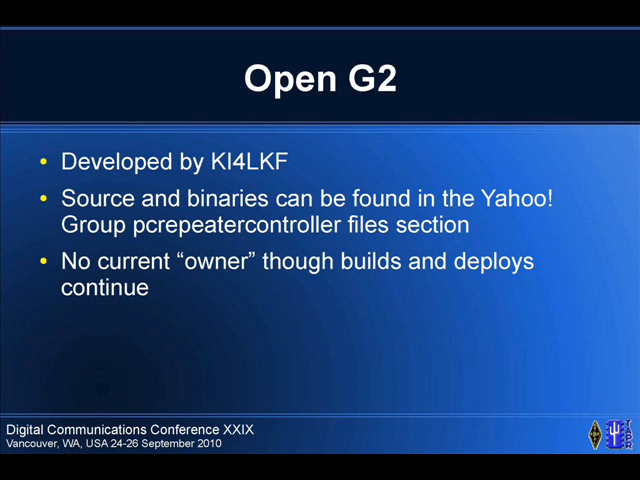 Open G2
• Developed by KI4LKF
• Source and binaries can be found in the Yahoo!
Group pcrepeatercontroller files section
• No current “owner” though builds and deploys
continue
Digital Communications Conference XXIX
Vancouver, WA, USA 24-26 September 2010
TAPR